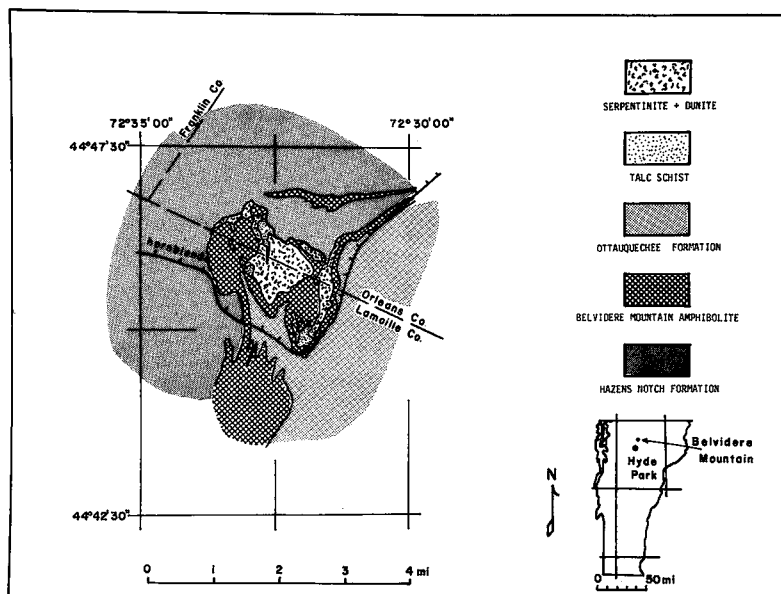 Franklin Co.
72°35'00"
72°30'00"
44°47'30"
hornblende
Orleans Co.
Lamoille Co.
44°42'30"
0 1 2 3 4 mi
SERPENTINITE + DUNITE
TALC SCHIST
OTTAUQUECHEE FORMATION
BELVIDERE MOUNTAIN AMPHIBOLITE
HAZENS NOTCH FORMATION
Belvidere
Mountain
Hyde
Park
N
0 50 mi